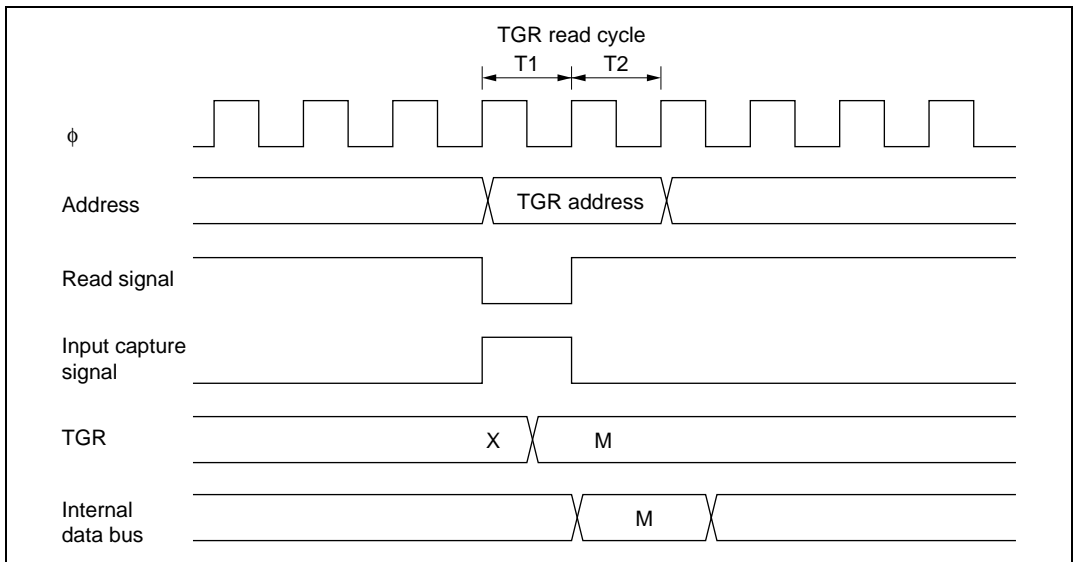 TGR read cycle
T1 T2
ϕ
Address
TGR address
Read signal
Input capture
signal
TGR
X M
Internal
data bus
M